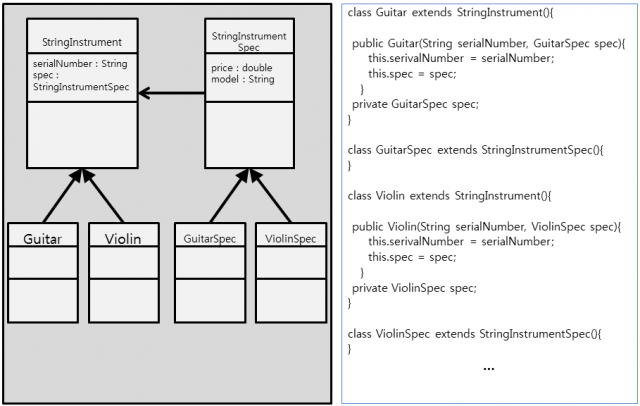 StringInstrument
serialNumber : String
spec :
StringInstrumentSpec
StringInstrument
Spec
price : double
model : String
Guitar
Violin
GuitarSpec
ViolinSpec
class Guitar extends StringInstrument(){
public Guitar(String serialNumber, GuitarSpec spec){
this.serivalNumber = serialNumber;
this.spec = spec;
}
private GuitarSpec spec;
}
class GuitarSpec extends StringInstrumentSpec(){
}
class Violin extends StringInstrument(){
public Violin(String serialNumber, ViolinSpec spec){
this.serivalNumber = serialNumber;
this.spec = spec;
}
private ViolinSpec spec;
}
class ViolinSpec extends StringInstrumentSpec(){
}
...